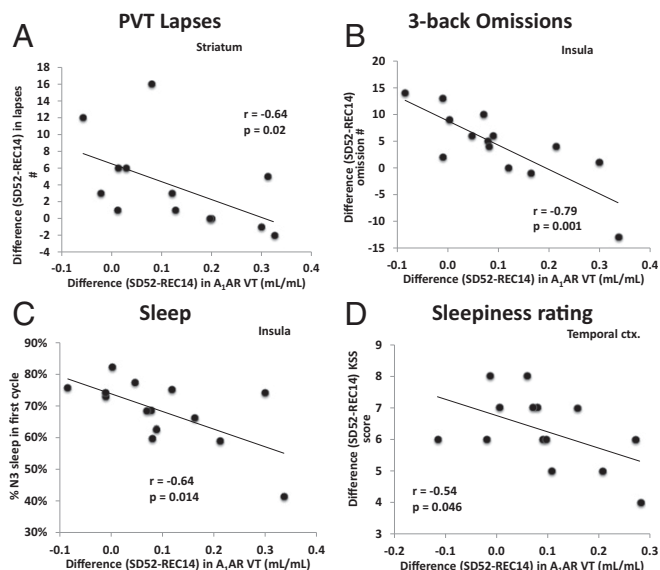 A
PVT Lapses
Striatum
r = -0.64
p = 0.02
Difference (SD52-REC14) in lapses
#
18
16
14
12
10
8
6
4
2
0
-2
-4
-0.1 0.0 0.1 0.2 0.3 0.4
Difference (SD52-REC14) in A1AR VT (mL/mL)
B
3-back Omissions
Insula
r = -0.79
p = 0.001
Difference (SD52-REC14)
omission #
20
15
10
5
0
-5
-10
-15
-0.1 0.0 0.1 0.2 0.3 0.4
Difference (SD52-REC14) in A1AR VT (mL/mL)
C
Sleep
Insula
r = -0.64
p = 0.014
% N3 sleep in first cycle
90%
80%
70%
60%
50%
40%
30%
-0.1 0.0 0.1 0.2 0.3 0.4
Difference (SD52-REC14) in A1AR VT (mL/mL)
D
Sleepiness rating
Temporal ctx.
r = -0.54
p = 0.046
Difference (SD52-REC14) KSS
score
9
8
7
6
5
4
3
-0.2 -0.1 0.0 0.1 0.2 0.3
Difference (SD52-REC14) in A1AR VT (mL/mL)